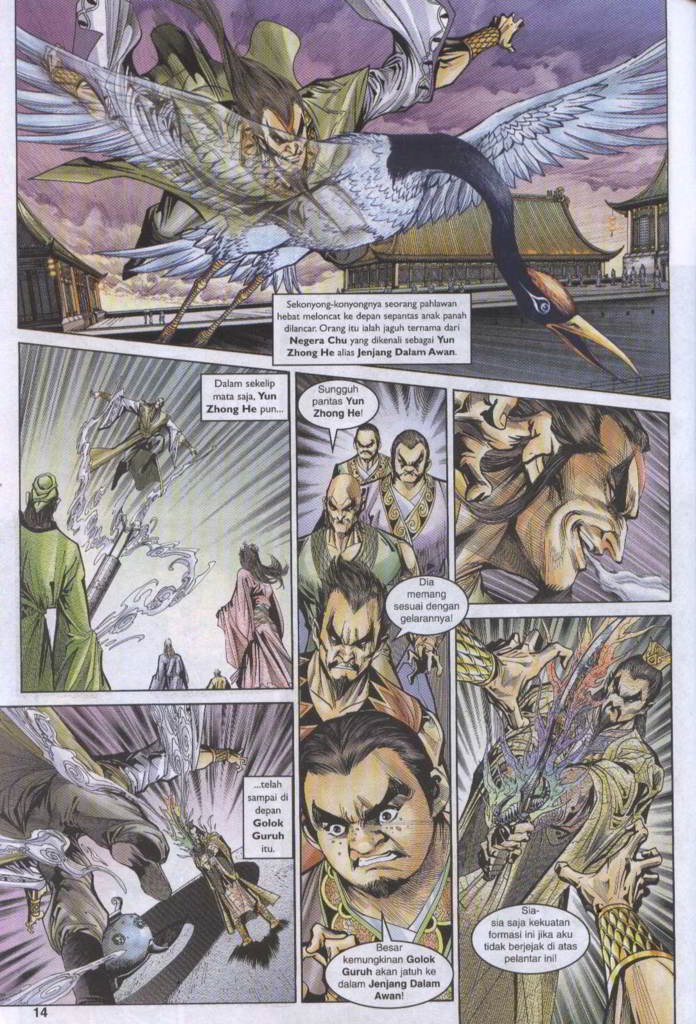 Sekonyong-konyongnya seorang pahlawan
hebat meloncat ke depan sepantas anak panah
dilancar. Orang itu ialah jaguh ternama dari
Negera Chu yang dikenali sebagai Yun
Zhong He alias Jenjang Dalam Awan.
Dalam sekelip
mata saja, Yun
Zhong He pun...
Sungguh
pantas Yun
Zhong He!
Dia
memang
sesuai dengan
gelarannya!
...telah
sampai di
depan
Golok
Guruh
itu.
Besar
kemungkinan Golok
Guruh akan jatuh ke
dalam Jenjang Dalam
Awan!
Sia-
sia saja kekuatan
formasi ini jika aku
tidak berjejak di atas
pelantar ini!
14